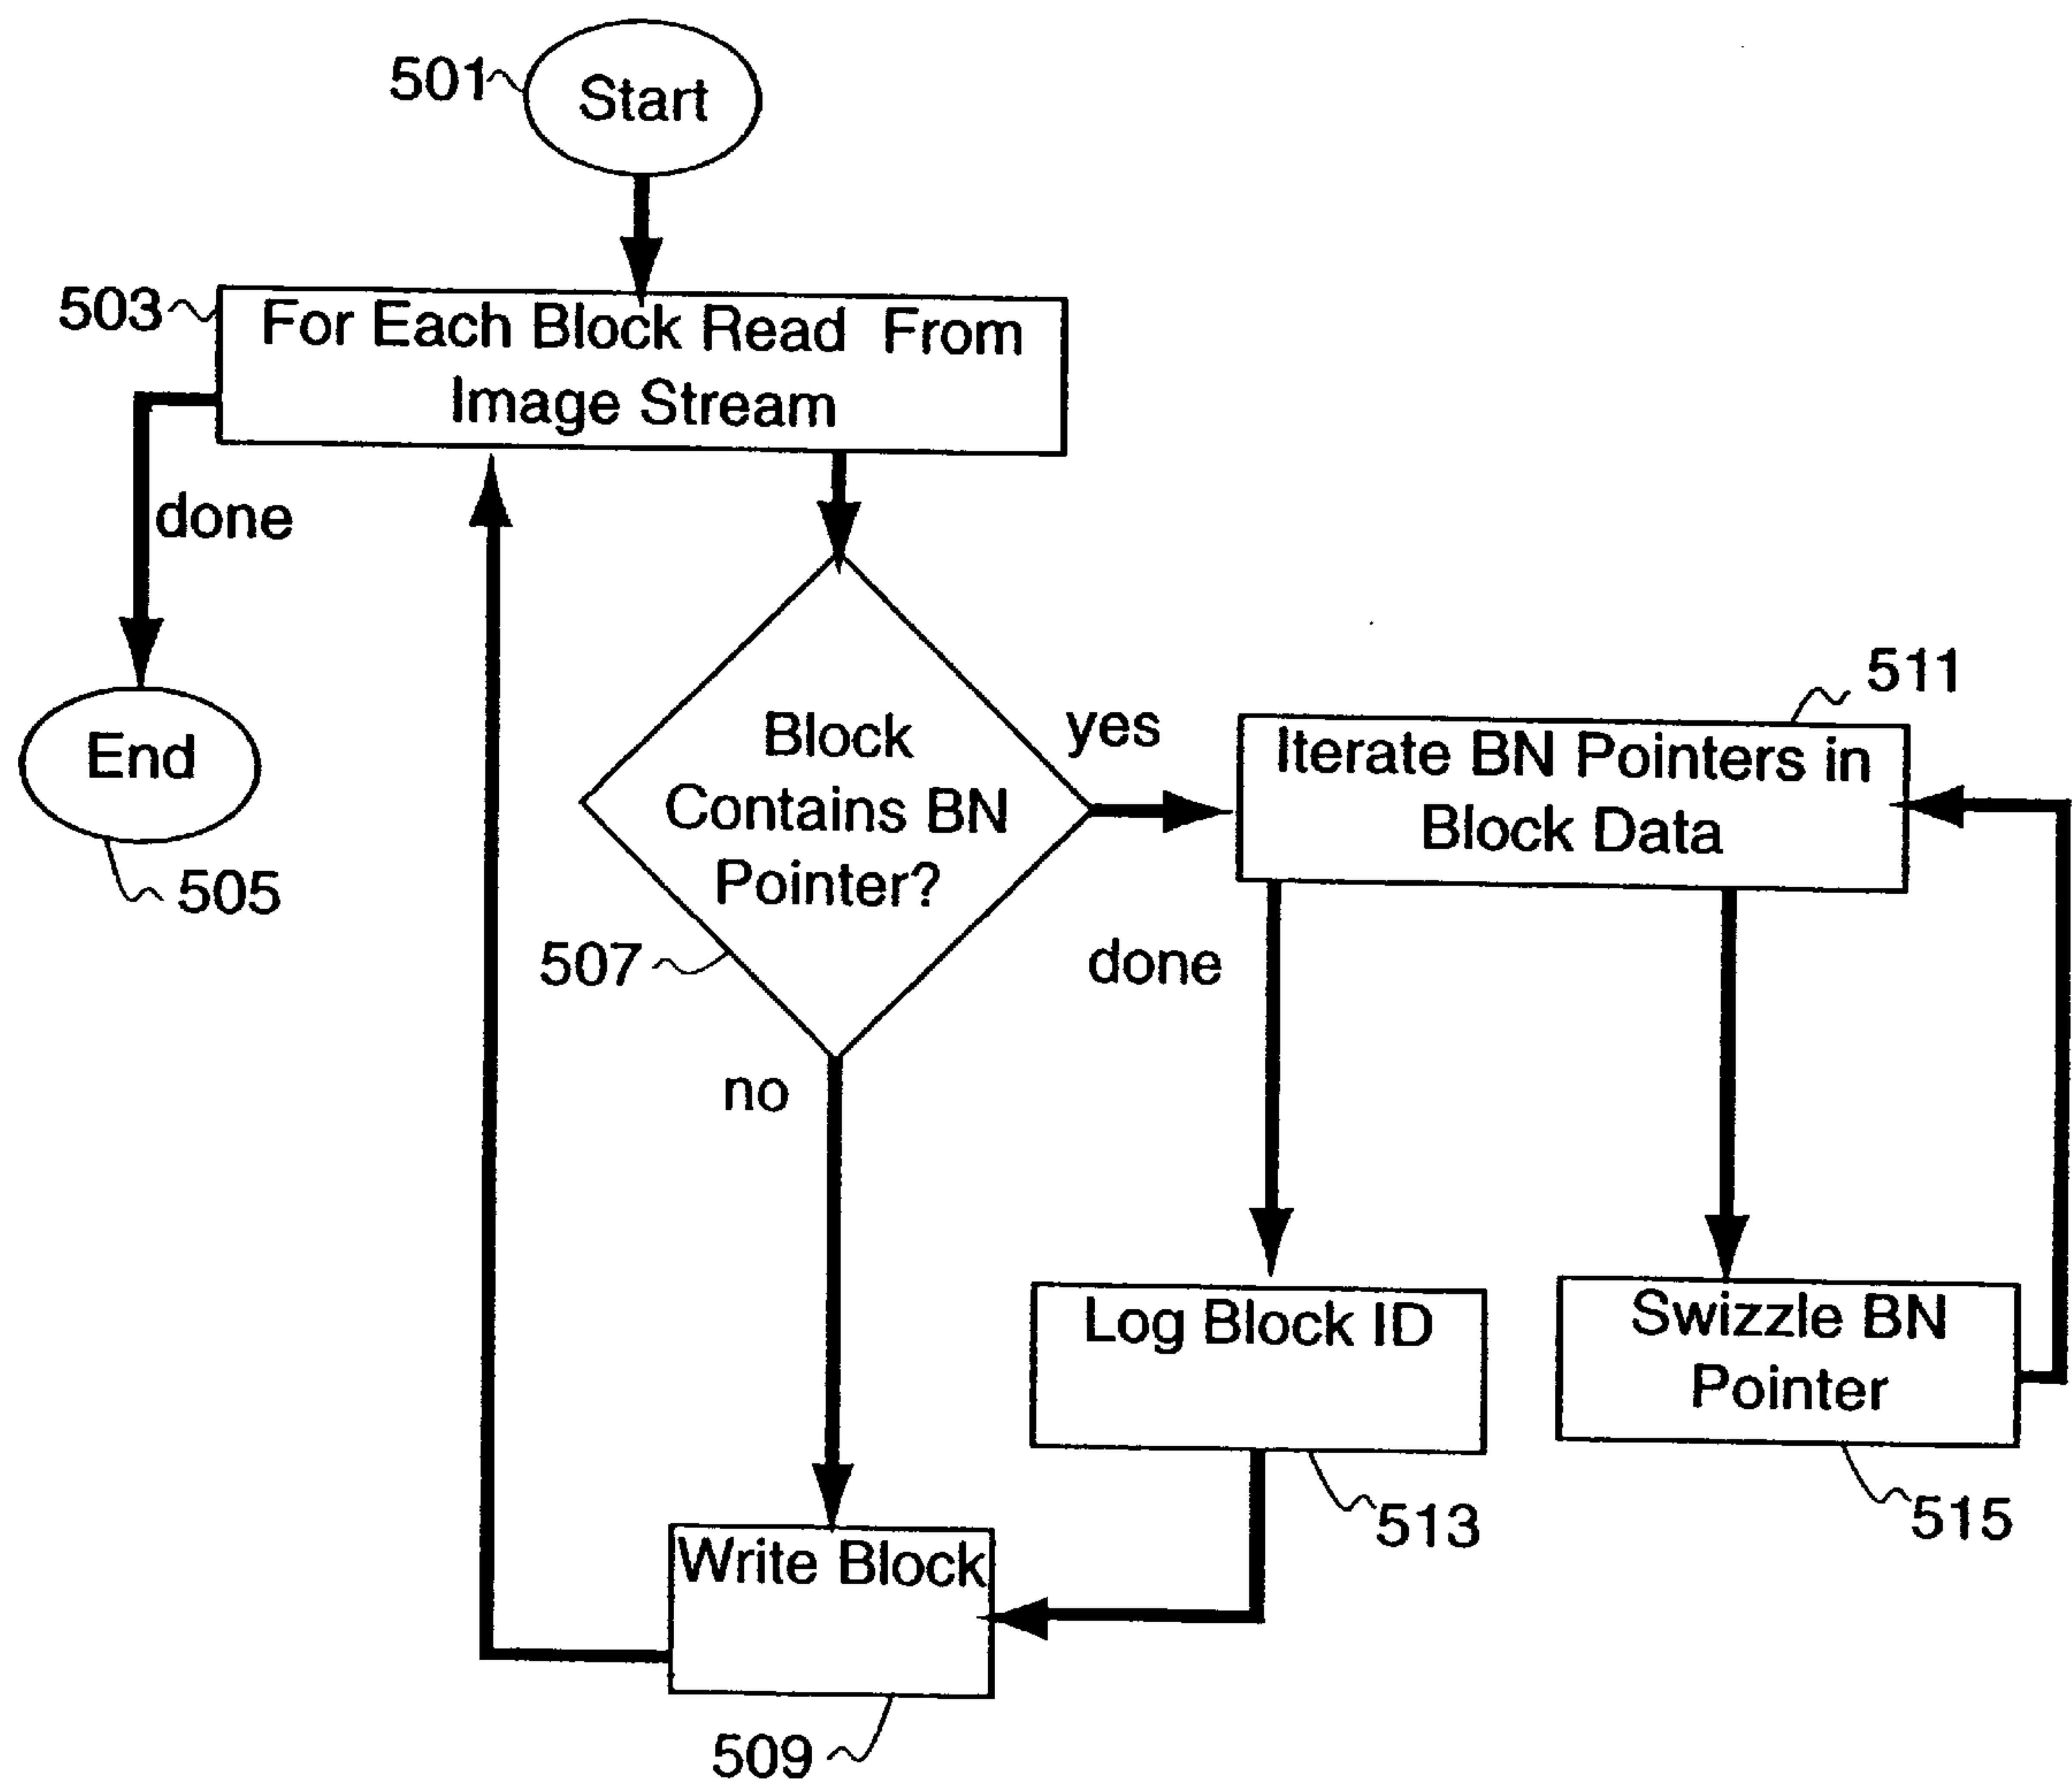 501
Start
503
For Each Block Read From
Image Stream
done
End
505
Block
Contains BN
Pointer?
507
yes
no
511
Iterate BN Pointers in
Block Data
done
Log Block ID
513
Swizzle BN
Pointer
515
Write Block
509